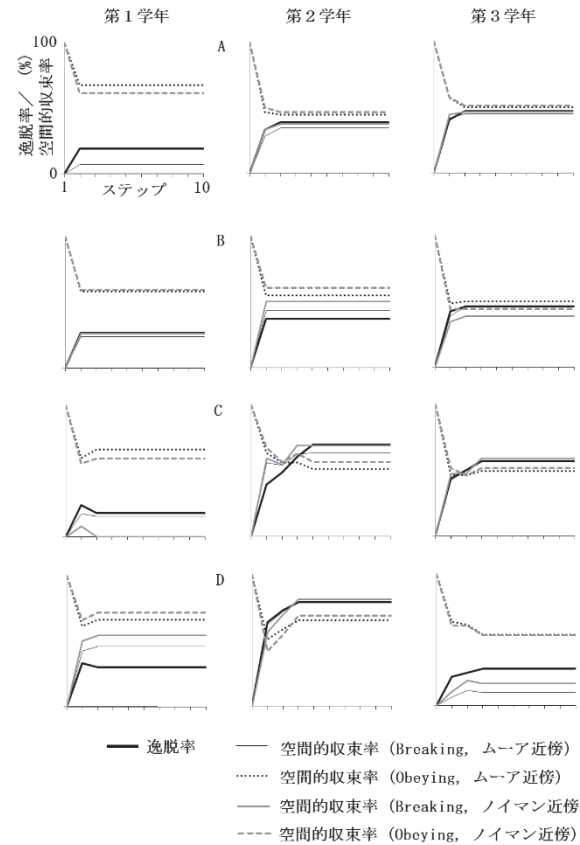 第1学年
第2学年
第3学年
A
100
逸脱率／ (%)
空間的収束率
0
1
ステップ
10
B
C
D
逸脱率
空間的収束率 (Breaking, ムーア近傍)
空間的収束率 (Obeying, ムーア近傍)
空間的収束率 (Breaking, ノイマン近傍
空間的収束率 (Obeying, ノイマン近傍)